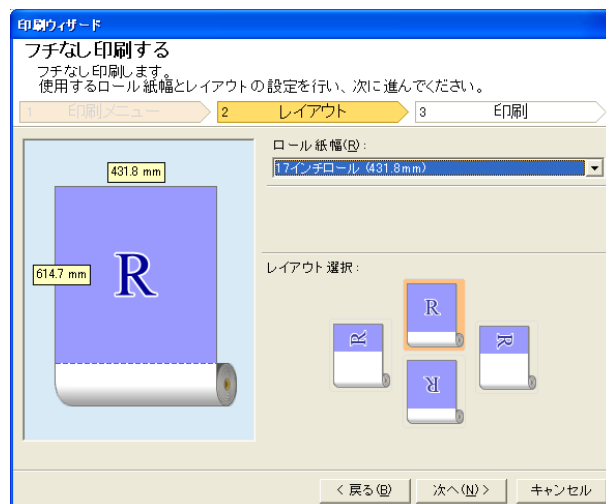 印刷ウィザード
フチなし印刷する
フチなし印刷します。
使用するロール紙幅とレイアウトの設定を行い、次に進んでください。
1 印刷メニュー 2 レイアウト 3 印刷
ロール紙幅(R):
17インチロール (431.8mm)
431.8 mm
614.7 mm
R
レイアウト選択:
R
R
R
R
< 戻る(B) 次へ(N) > キャンセル